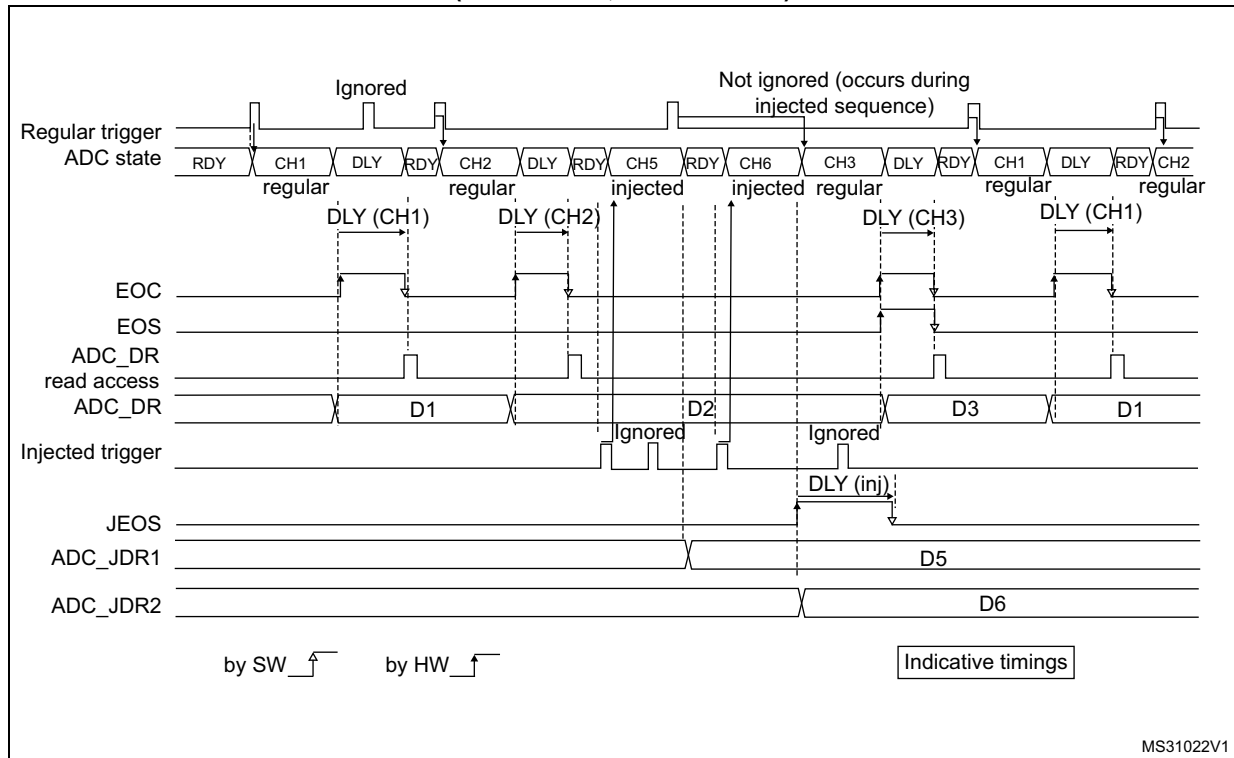 Ignored
Not ignored (occurs during
injected sequence)
Regular trigger
ADC state
RDY CH1 DLY RDY CH2 DLY RDY CH5 RDY CH6 CH3 DLY RDY CH1 DLY RDY CH2
regular regular injected injected regular regular regular
DLY (CH1) DLY (CH2) DLY (CH3) DLY (CH1)
EOC
EOS
ADC_DR
read access
ADC_DR D1 D2 D3 D1
Ignored Ignored
Injected trigger
DLY (inj)
JEOS
ADC_JDR1 D5
ADC_JDR2 D6
by SW by HW Indicative timings
MS31022V1